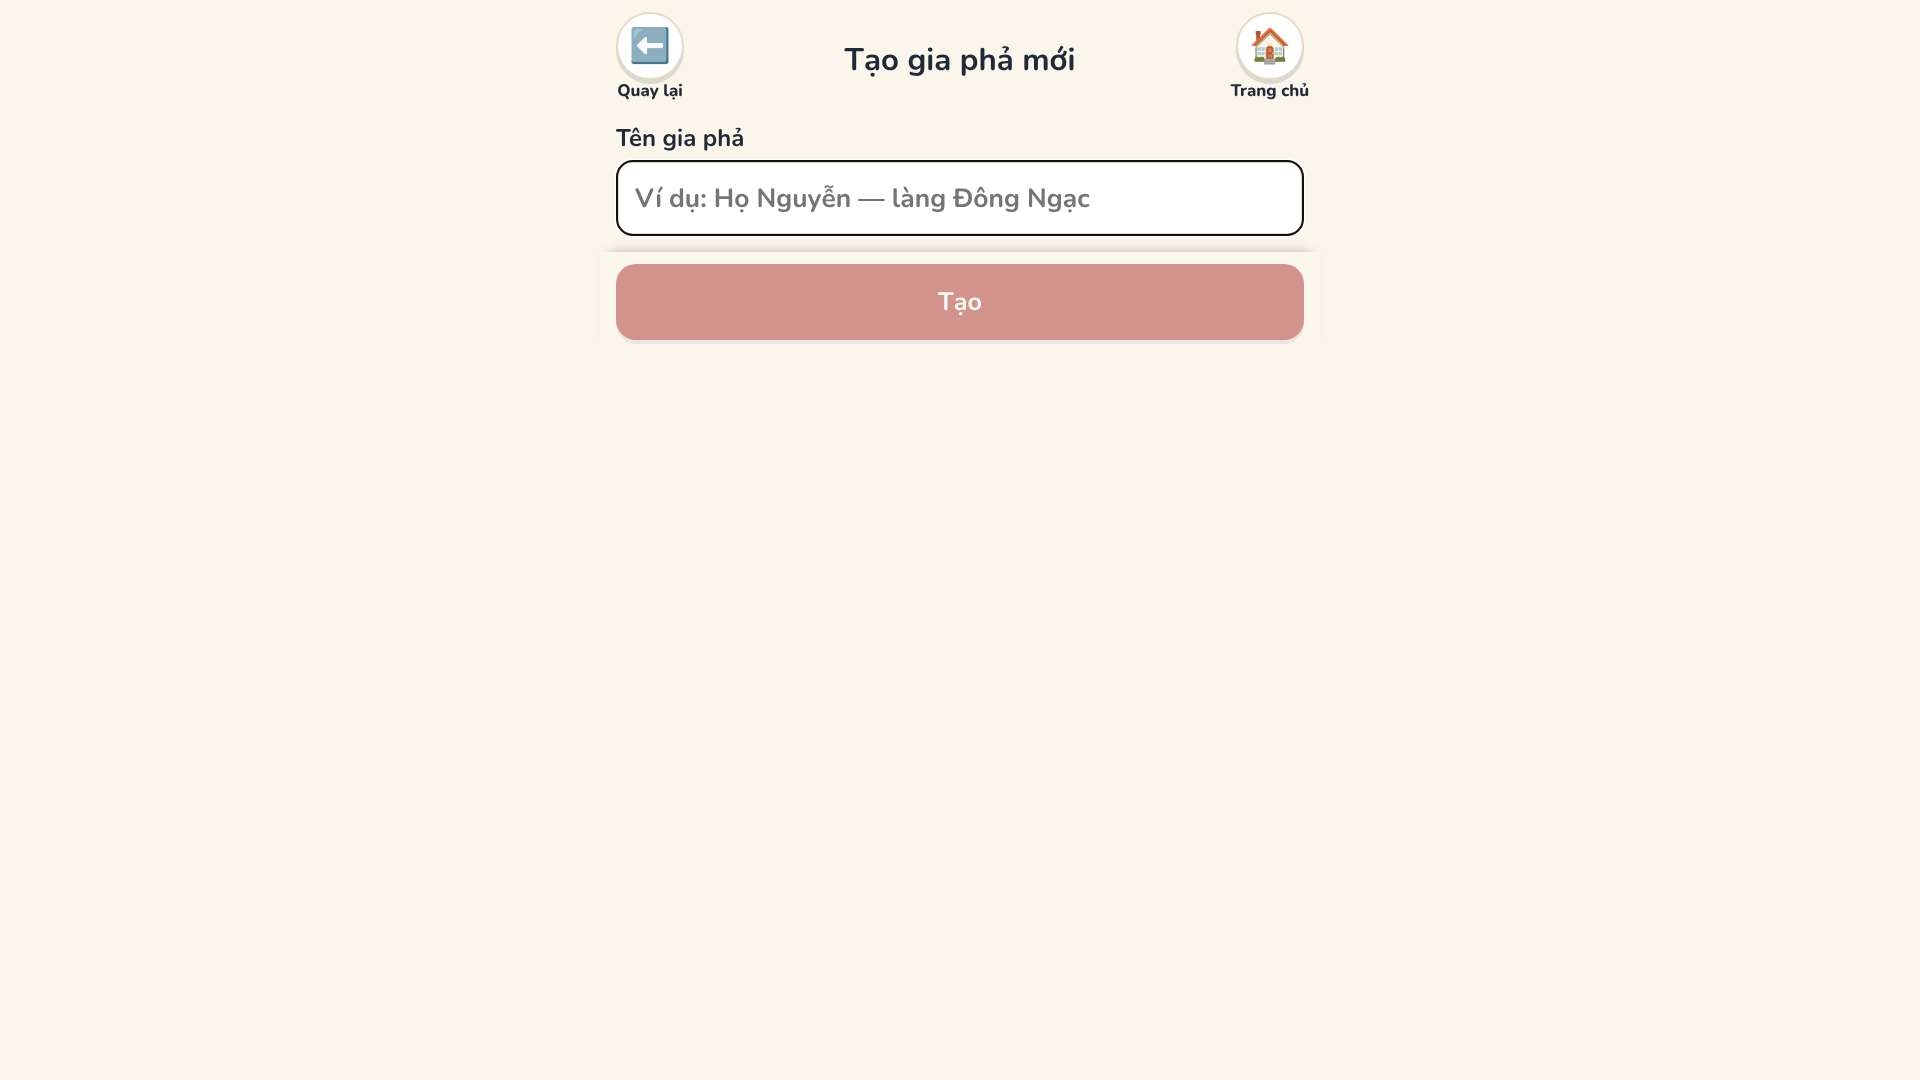 Quay lại
Tạo gia phả mới
Trang chủ
Tên gia phả
Ví dụ: Họ Nguyễn — làng Đông Ngạc
Tạo